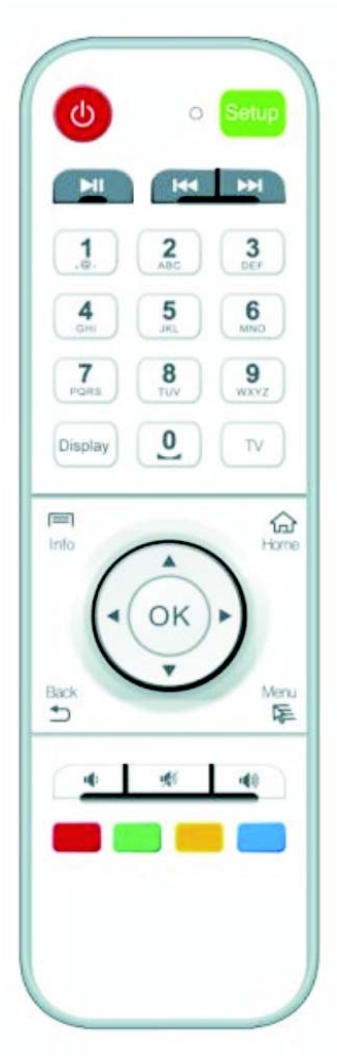 Setup
1 2 3
.@. ABC DEF
4 5 6
GHI JKL MNO
7 8 9
PQRS TUV WXYZ
Display 0 TV
Info Home
OK
Back Menu